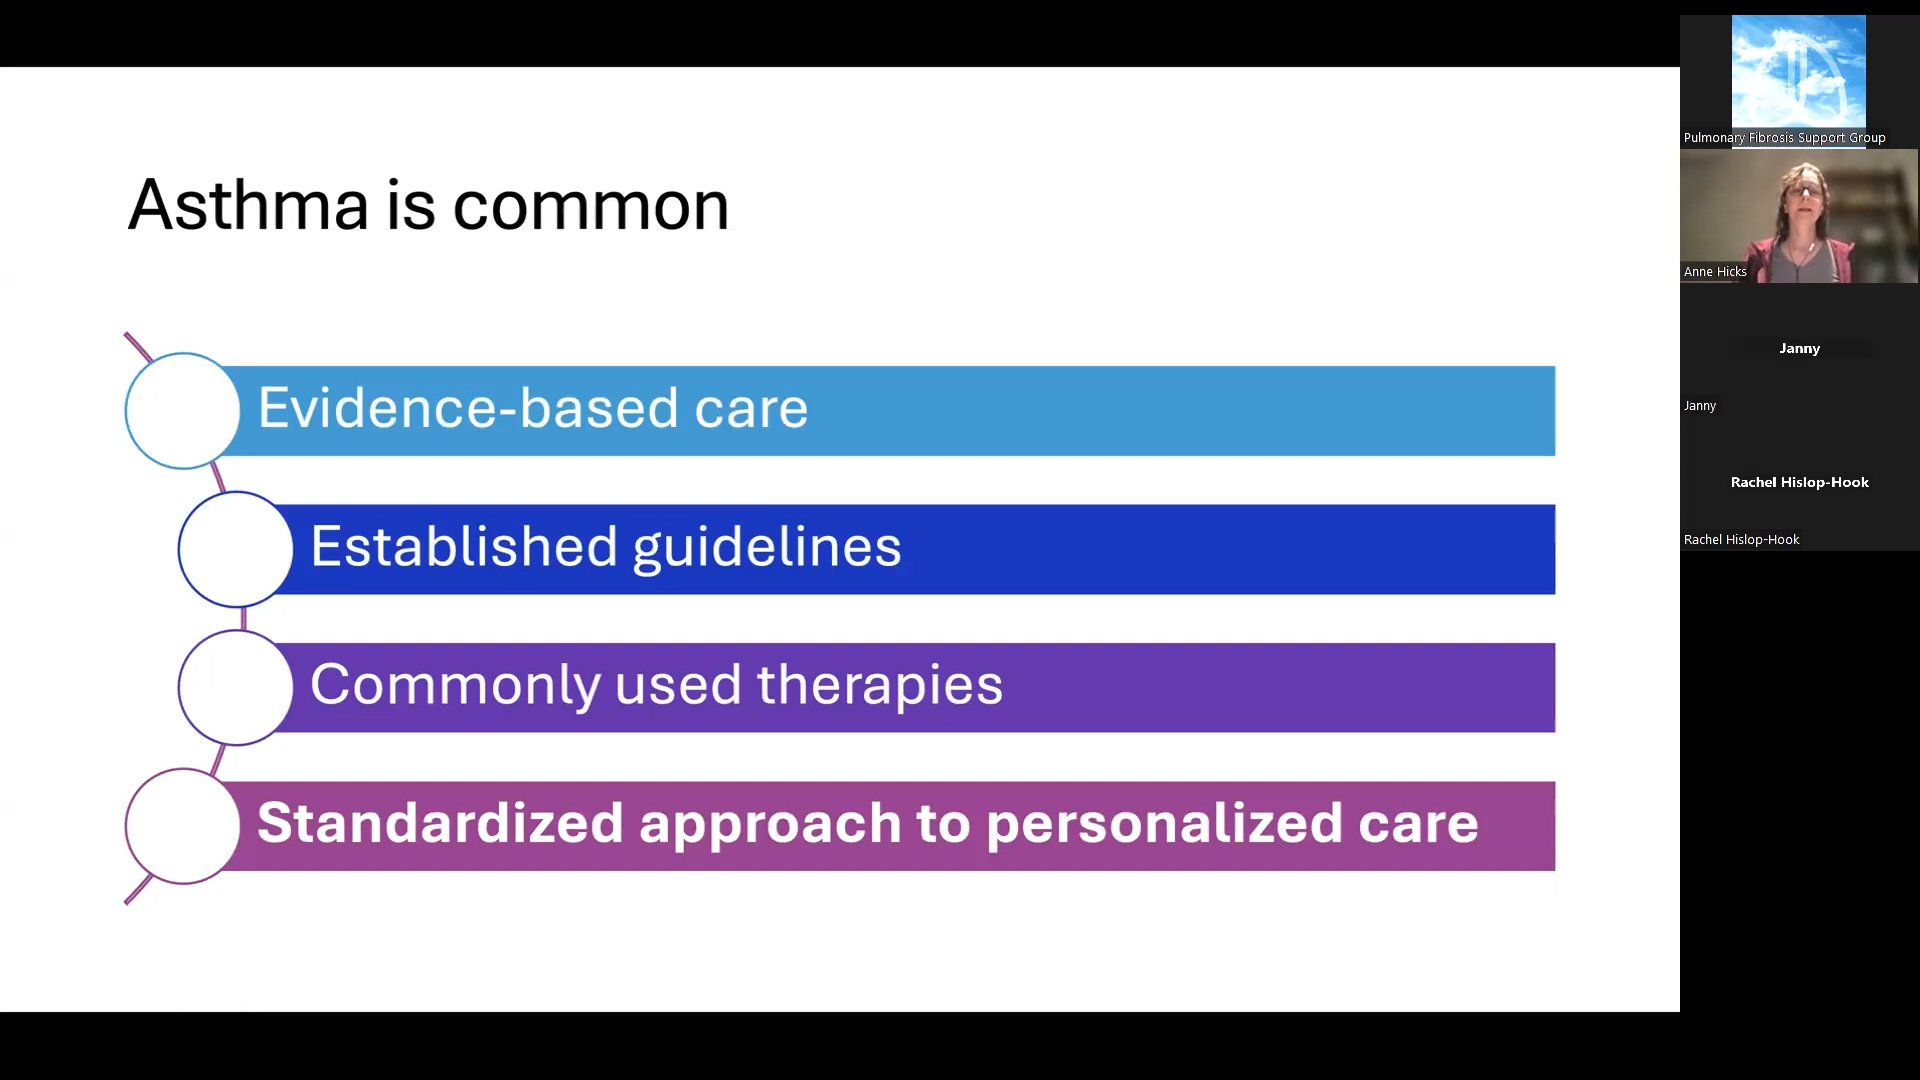 Asthma is common
Evidence-based care
Established guidelines
Commonly used therapies
Standardized approach to personalized care
Pulmonary Fibrosis Support Group
Anne Hicks
Janny
Janny
Rachel Hislop-Hook
Rachel Hislop-Hook